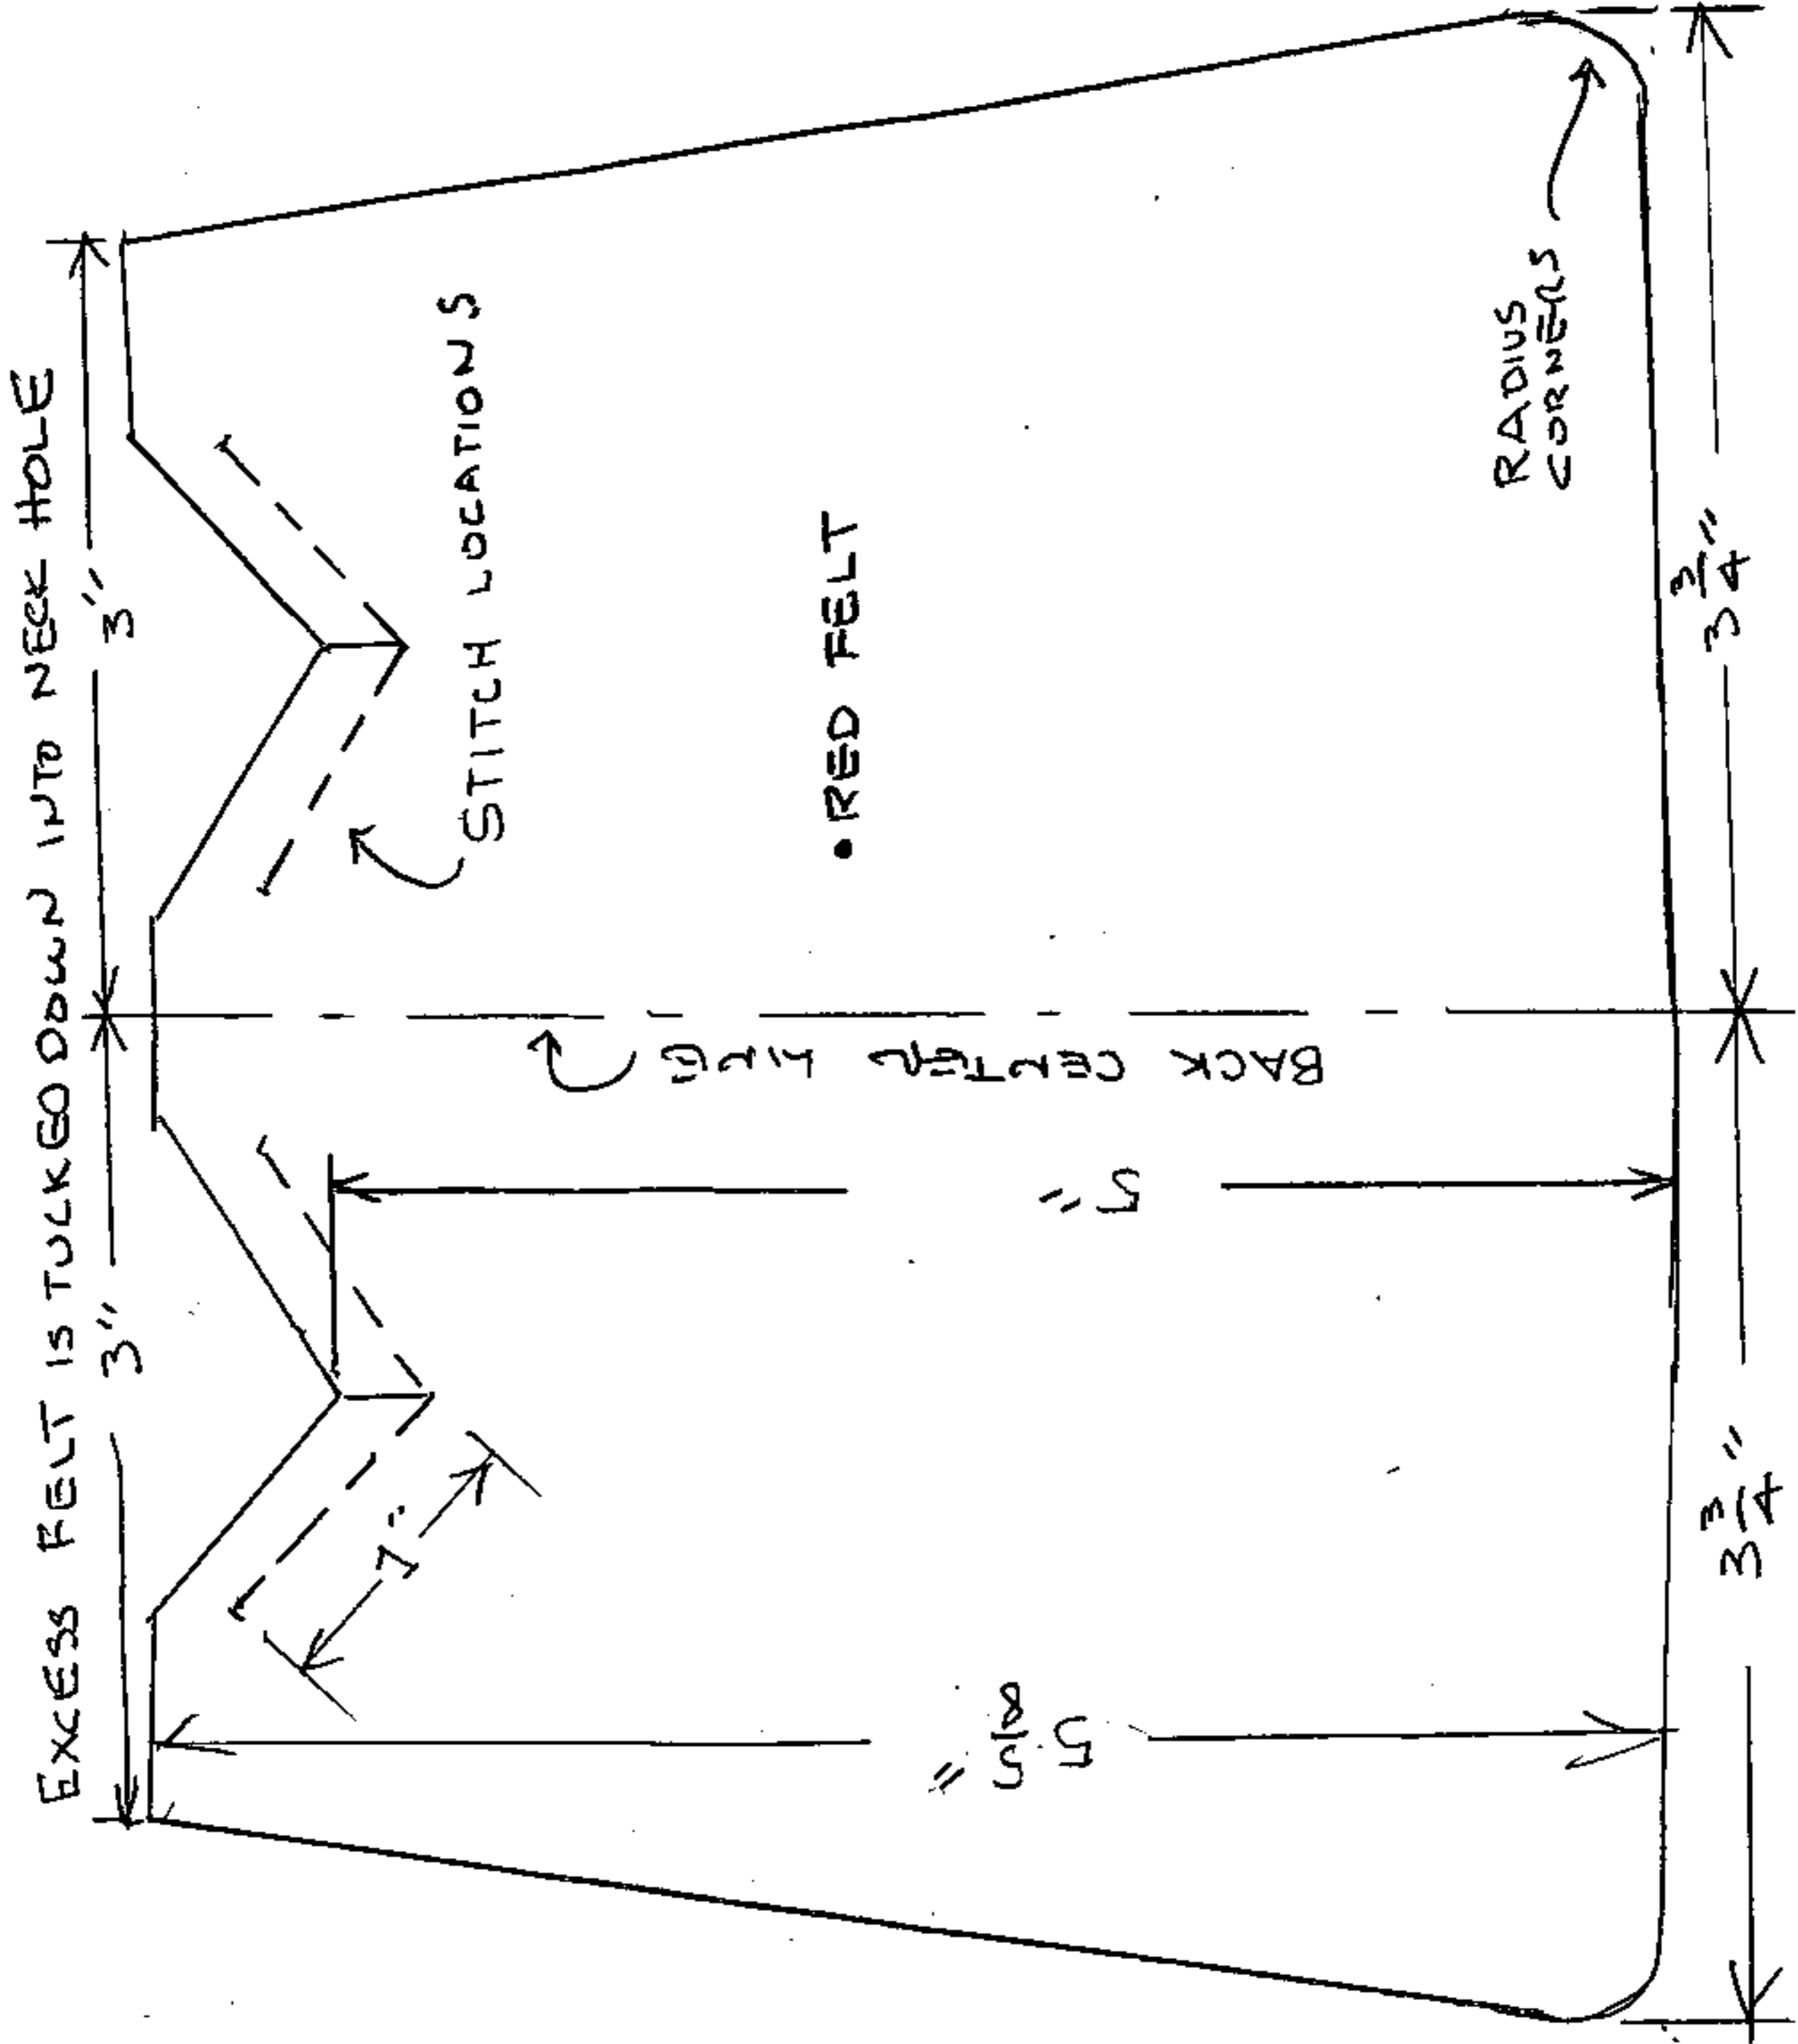 EXCESS FELT IS TUCKED DOWN INTO NECK HOLE
3" 3"
STITCH LOCATIONS
1"
• RED FELT
BACK CENTER LINE
5"
5 5/8"
RADIUS
CORNERS
3 3/4" 3 3/4"